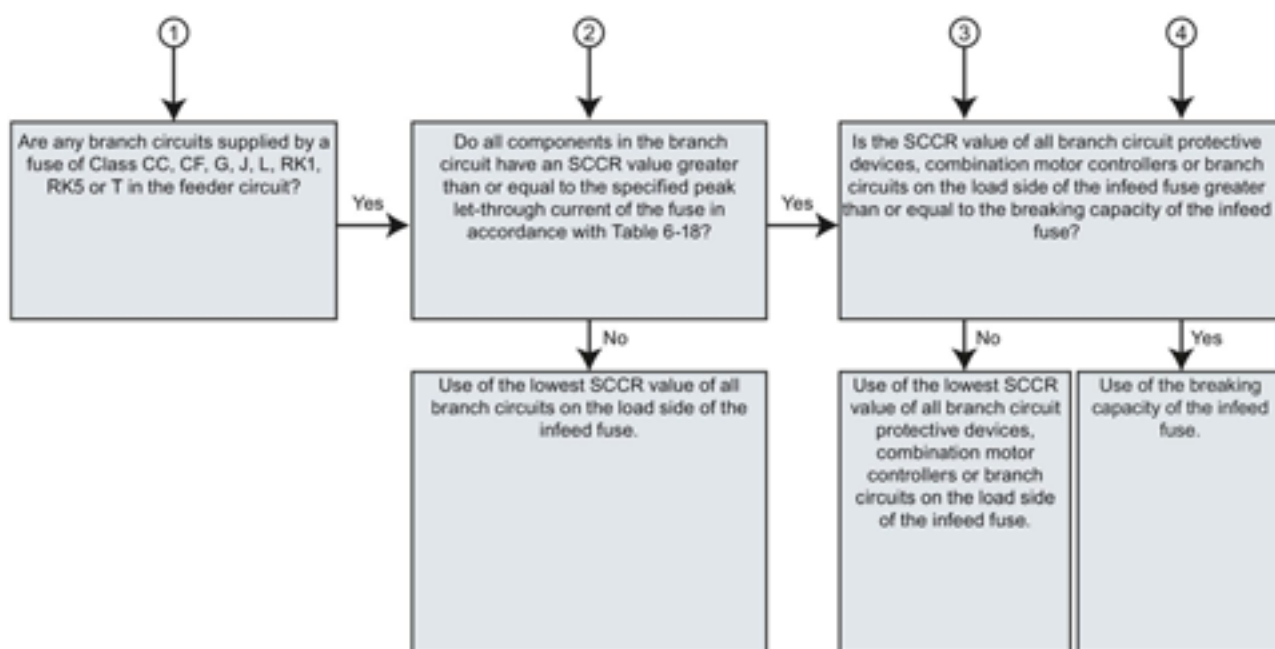 1
2
3
4
Are any branch circuits supplied by a
fuse of Class CC, CF, G, J, L, RK1,
RK5 or T in the feeder circuit?
Yes
Do all components in the branch
circuit have an SCCR value greater
than or equal to the specified peak
let-through current of the fuse in
accordance with Table 6-18?
Yes
Is the SCCR value of all branch circuit protective
devices, combination motor controllers or branch
circuits on the load side of the infeed fuse greater
than or equal to the breaking capacity of the infeed
fuse?
No
No
Yes
Use of the lowest SCCR value of all
branch circuits on the load side of the
infeed fuse.
Use of the lowest SCCR
value of all branch circuit
protective devices,
combination motor
controllers or branch
circuits on the load side
of the infeed fuse.
Use of the breaking
capacity of the infeed
fuse.